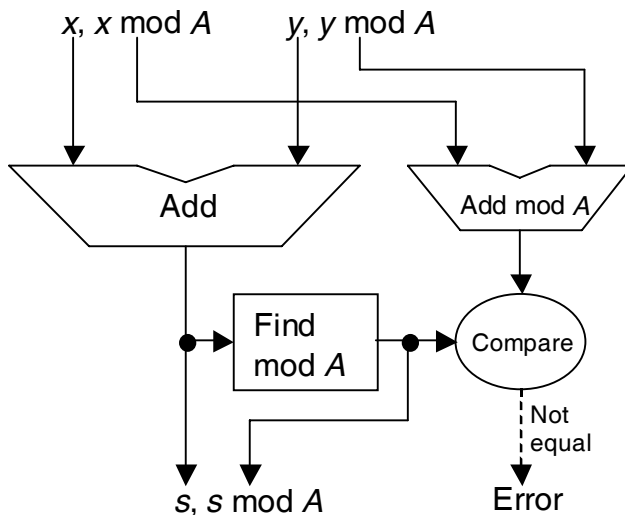 x, x mod A
y, y mod A
Add
Add mod A
Find
mod A
Compare
Not
equal
s, s mod A
Error